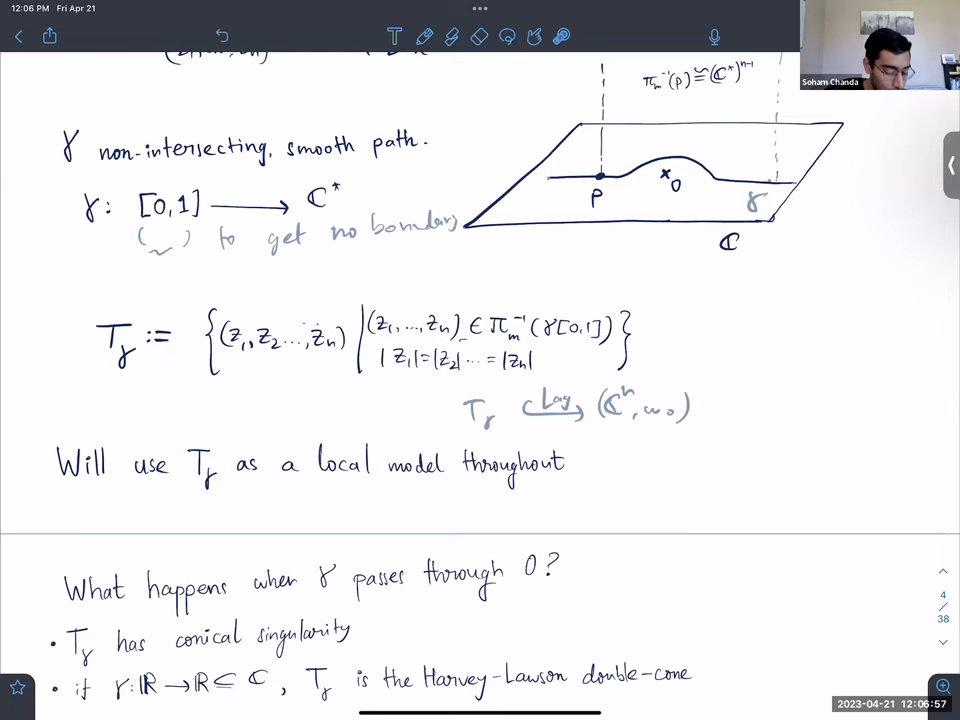 12:06 PM Fri Apr 21
Soham Chanda
π_m^{-1}(p) ≅ (ℂ*)^{n-1}
γ non-intersecting, smooth path.
γ: [0,1] ⟶ ℂ*
( ~ ) to get no boundary
p
× 0
γ
ℂ
T_γ := { (z_1, z_2 ..., z_n) | (z_1, ..., z_n) ∈ π_m^{-1}(γ[0,1])
|z_1| = |z_2| ... = |z_n| }
T_γ Lag↪ (ℂ^n, ω_0)
Will use T_γ as a local model throughout
What happens when γ passes through 0?
• T_γ has conical singularity
• if γ: ℝ → ℝ ⊆ ℂ, T_γ is the Harvey-Lawson double-cone
4
/
38
2023-04-21 12:06:57